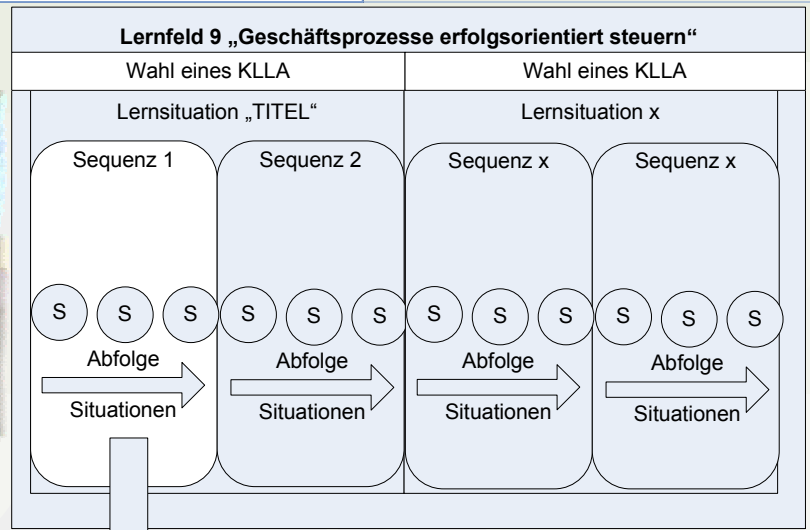 Lernfeld 9 „Geschäftsprozesse erfolgsorientiert steuern“
Wahl eines KLLA Wahl eines KLLA
Lernsituation „TITEL“ Lernsituation x
Sequenz 1 Sequenz 2 Sequenz x Sequenz x
S S S S S S S S S S S S
Abfolge Abfolge Abfolge Abfolge
Situationen Situationen Situationen Situationen